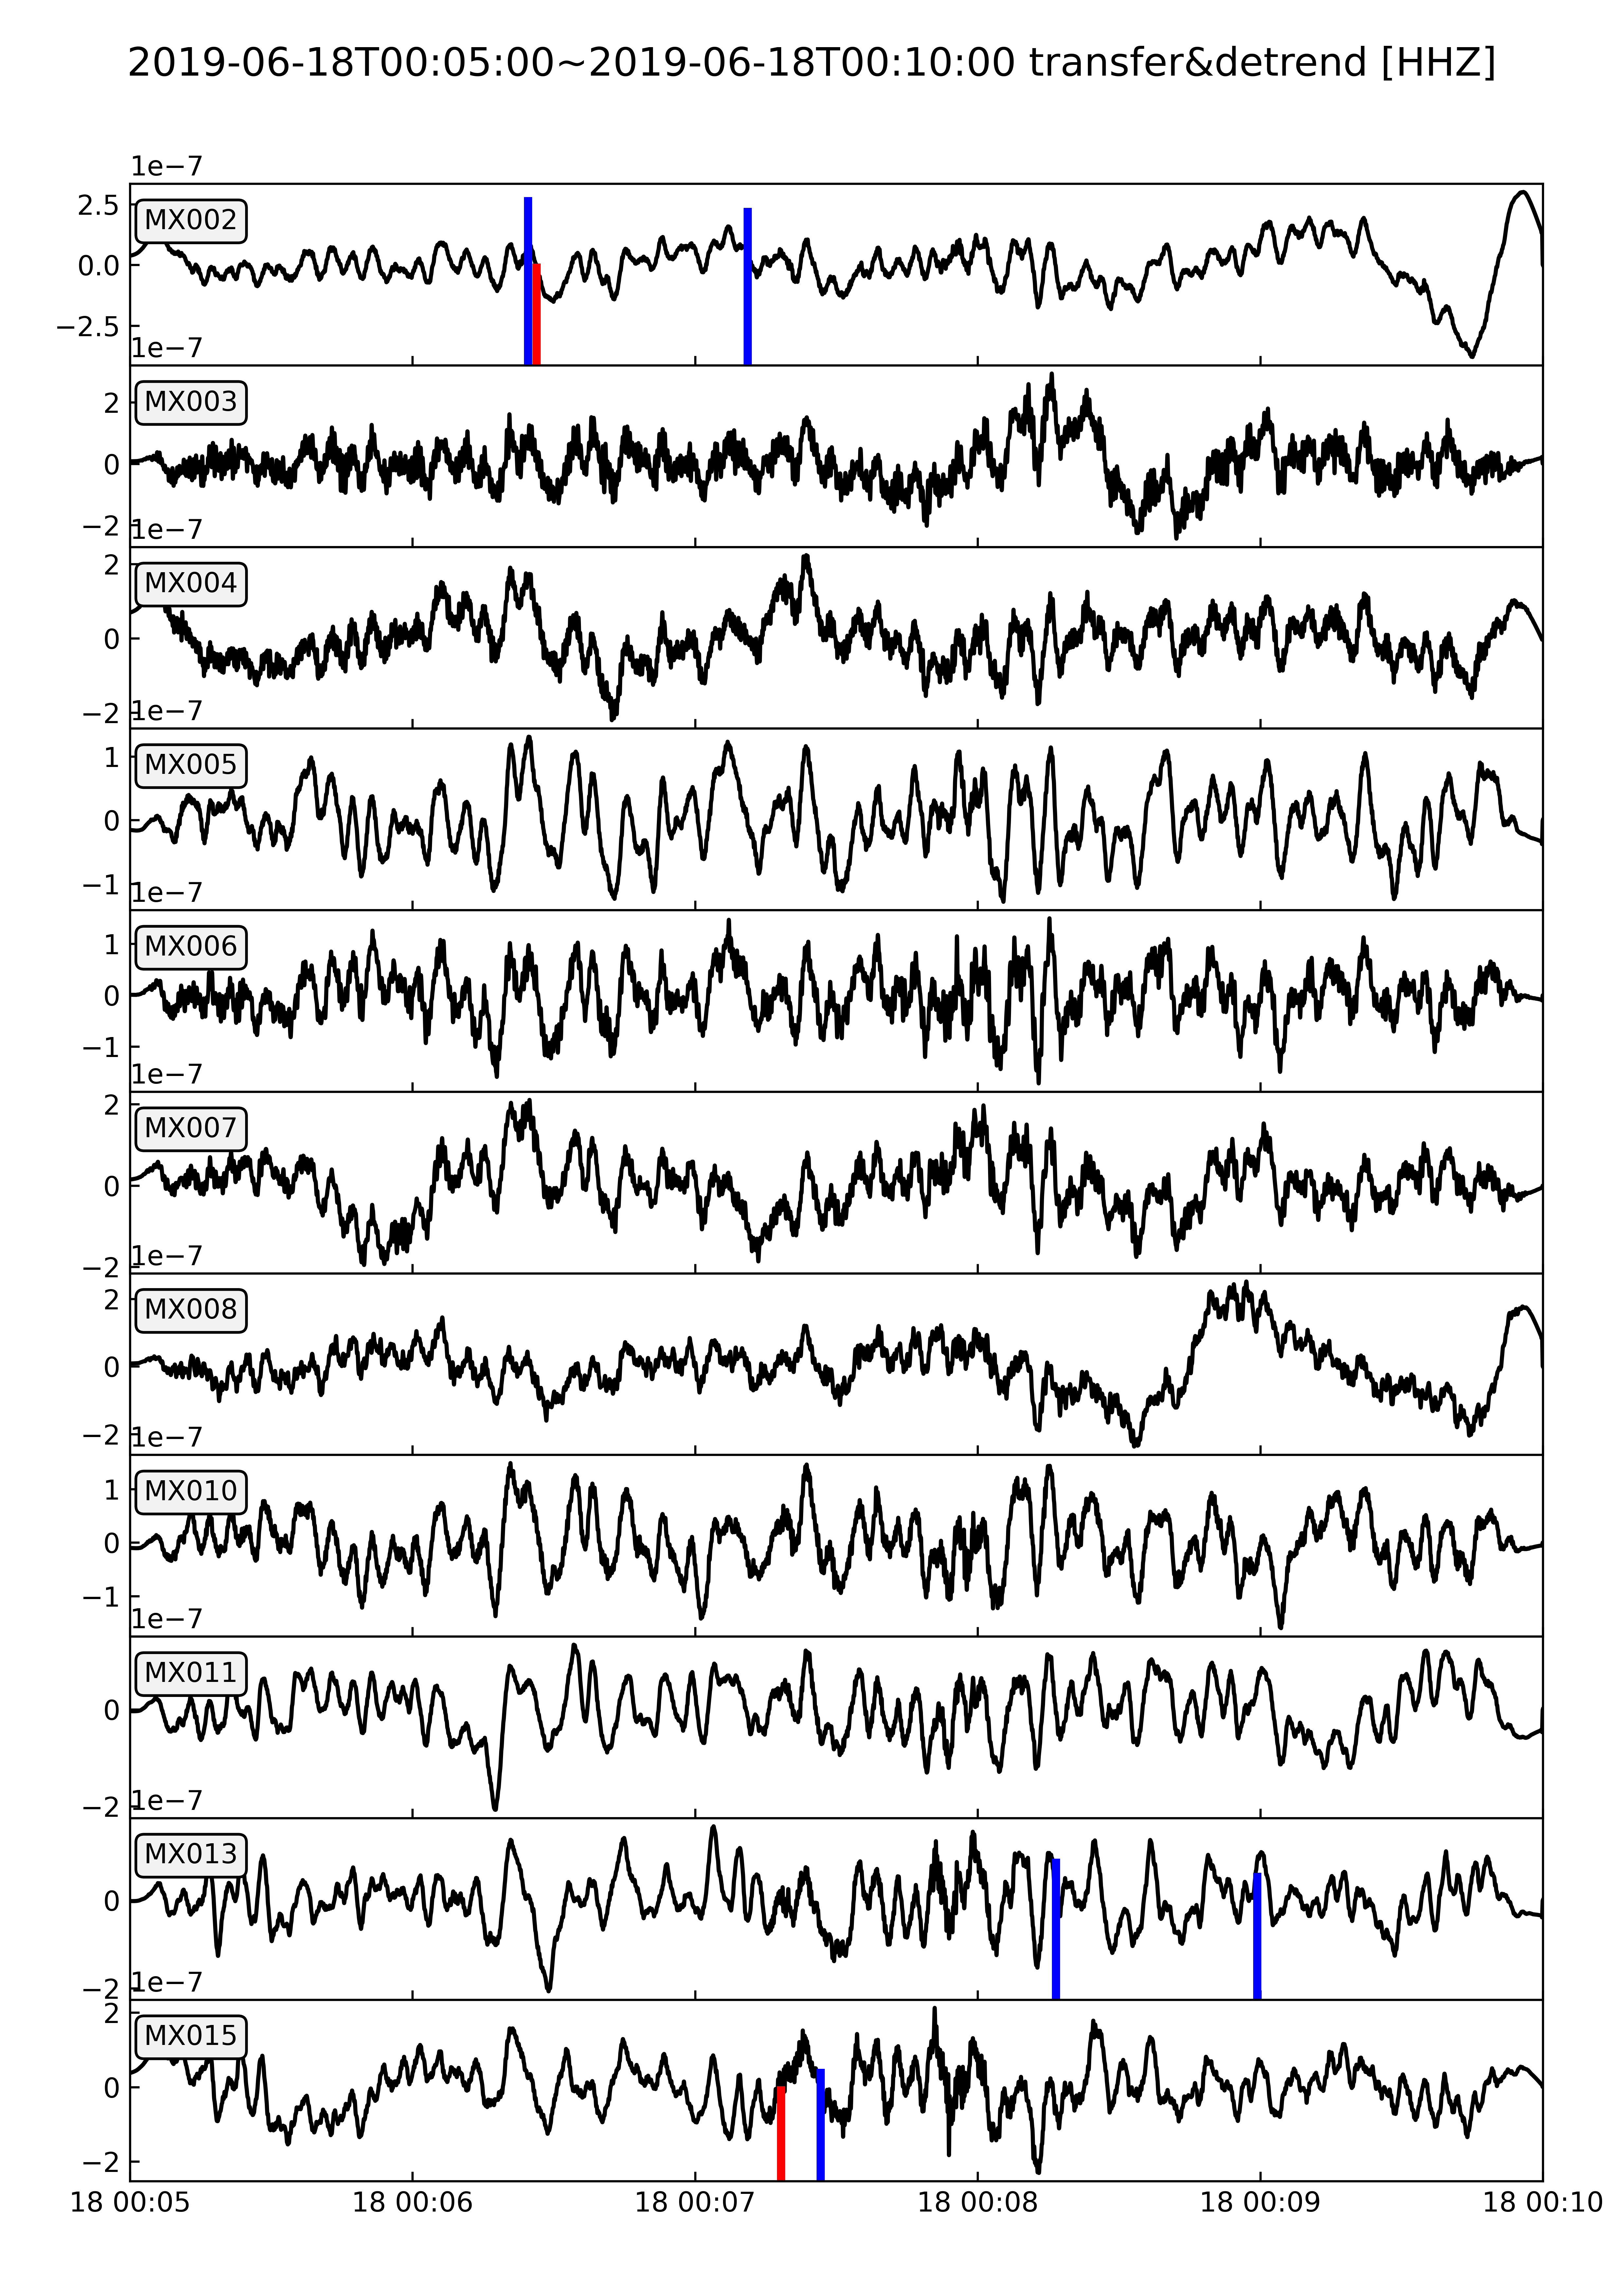 2019-06-18T00:05:00~2019-06-18T00:10:00 transfer&detrend [HHZ]
1e−7
MX002
2.5
0.0
−2.5
1e−7
MX003
2
0
−2
1e−7
MX004
2
0
−2
1e−7
MX005
1
0
−1
1e−7
MX006
1
0
−1
1e−7
MX007
2
0
−2
1e−7
MX008
2
0
−2
1e−7
MX010
1
0
−1
1e−7
MX011
0
−2
1e−7
MX013
0
−2
1e−7
MX015
2
0
−2
18 00:05 18 00:06 18 00:07 18 00:08 18 00:09 18 00:10